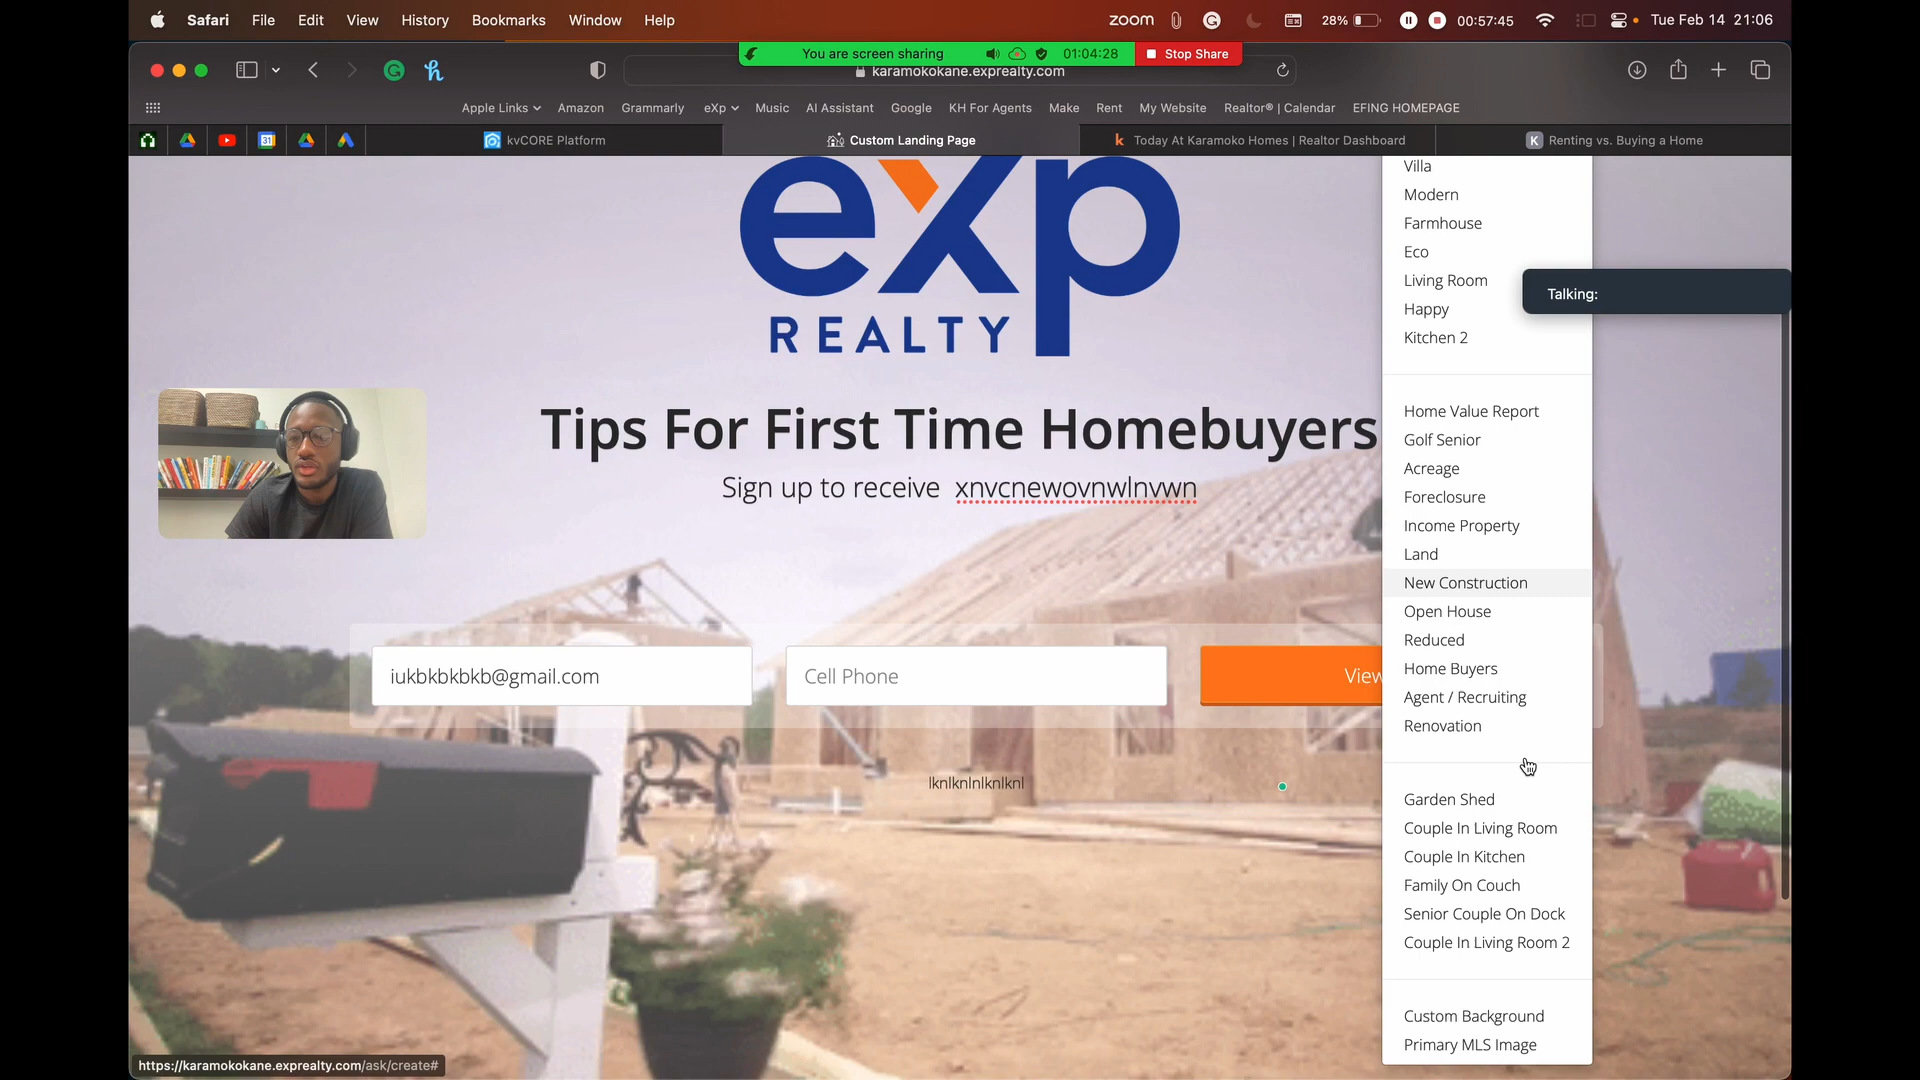 Safari File Edit View History Bookmarks Window Help
zoom 28% 00:57:45 Tue Feb 14 21:06
You are screen sharing 01:04:28 Stop Share
karamokokane.exprealty.com
Apple Links Amazon Grammarly eXp Music AI Assistant Google KH For Agents Make Rent My Website Realtor® | Calendar EFING HOMEPAGE
31 kvCORE Platform Custom Landing Page k Today At Karamoko Homes | Realtor Dashboard K Renting vs. Buying a Home
eXp
REALTY
Tips For First Time Homebuyers
Sign up to receive xnvcnewovnwlnvwn
iukbkbkbkb@gmail.com
Cell Phone
View
lknlknlnlknlknl
Villa
Modern
Farmhouse
Eco
Living Room
Happy
Kitchen 2
Talking:
Home Value Report
Golf Senior
Acreage
Foreclosure
Income Property
Land
New Construction
Open House
Reduced
Home Buyers
Agent / Recruiting
Renovation
Garden Shed
Couple In Living Room
Couple In Kitchen
Family On Couch
Senior Couple On Dock
Couple In Living Room 2
Custom Background
Primary MLS Image
https://karamokokane.exprealty.com/ask/create#